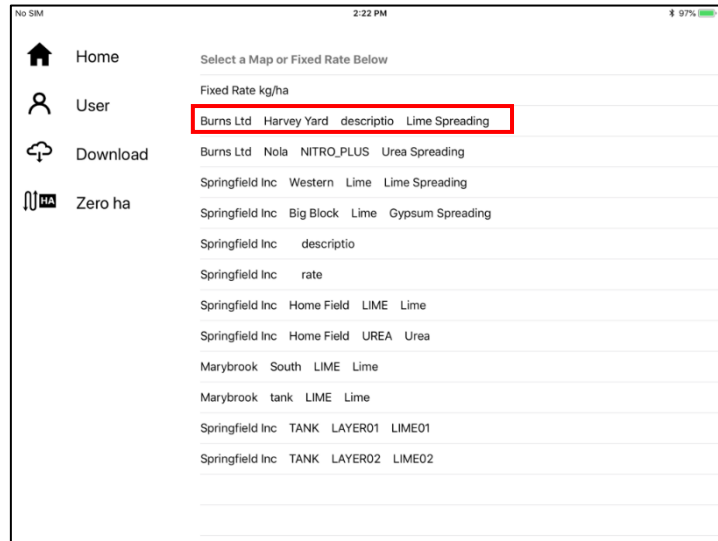 No SIM 2:22 PM 97%
Home
User
Download
HA Zero ha
Select a Map or Fixed Rate Below
Fixed Rate kg/ha
Burns Ltd Harvey Yard descriptio Lime Spreading
Burns Ltd Nola NITRO_PLUS Urea Spreading
Springfield Inc Western Lime Lime Spreading
Springfield Inc Big Block Lime Gypsum Spreading
Springfield Inc descriptio
Springfield Inc rate
Springfield Inc Home Field LIME Lime
Springfield Inc Home Field UREA Urea
Marybrook South LIME Lime
Marybrook tank LIME Lime
Springfield Inc TANK LAYER01 LIME01
Springfield Inc TANK LAYER02 LIME02